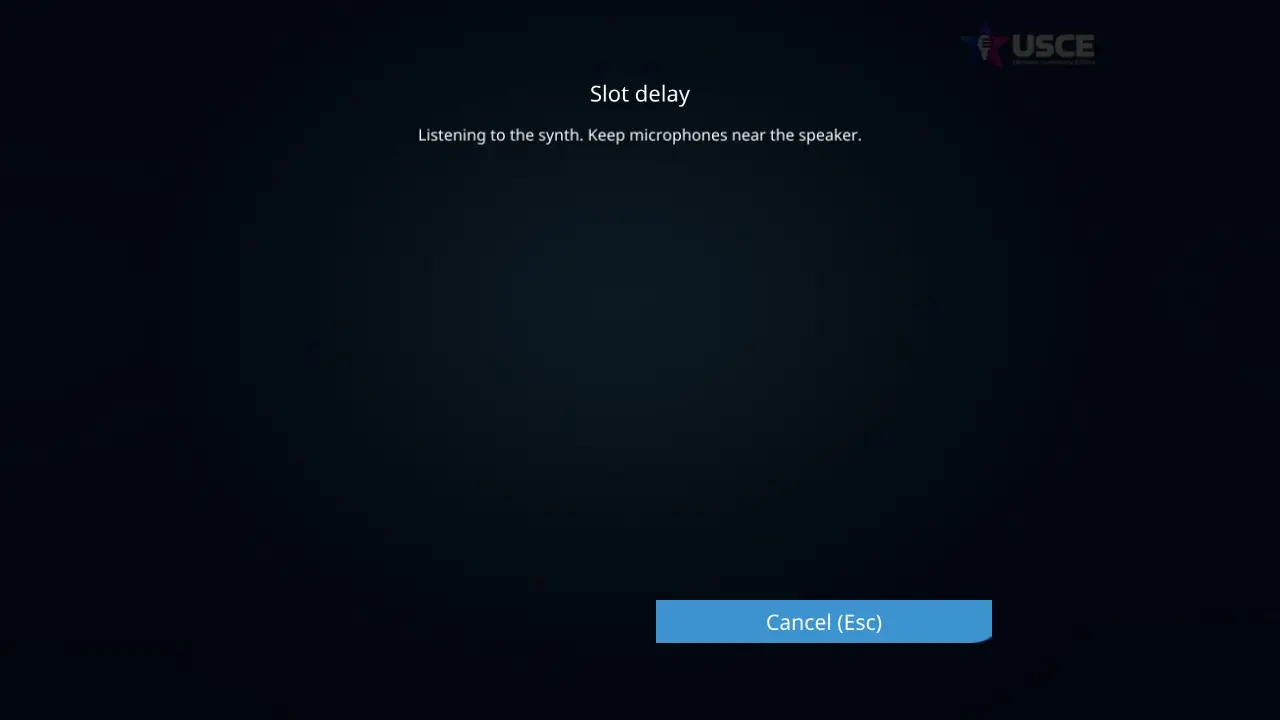 USCE
Slot delay
Listening to the synth. Keep microphones near the speaker.
Cancel (Esc)